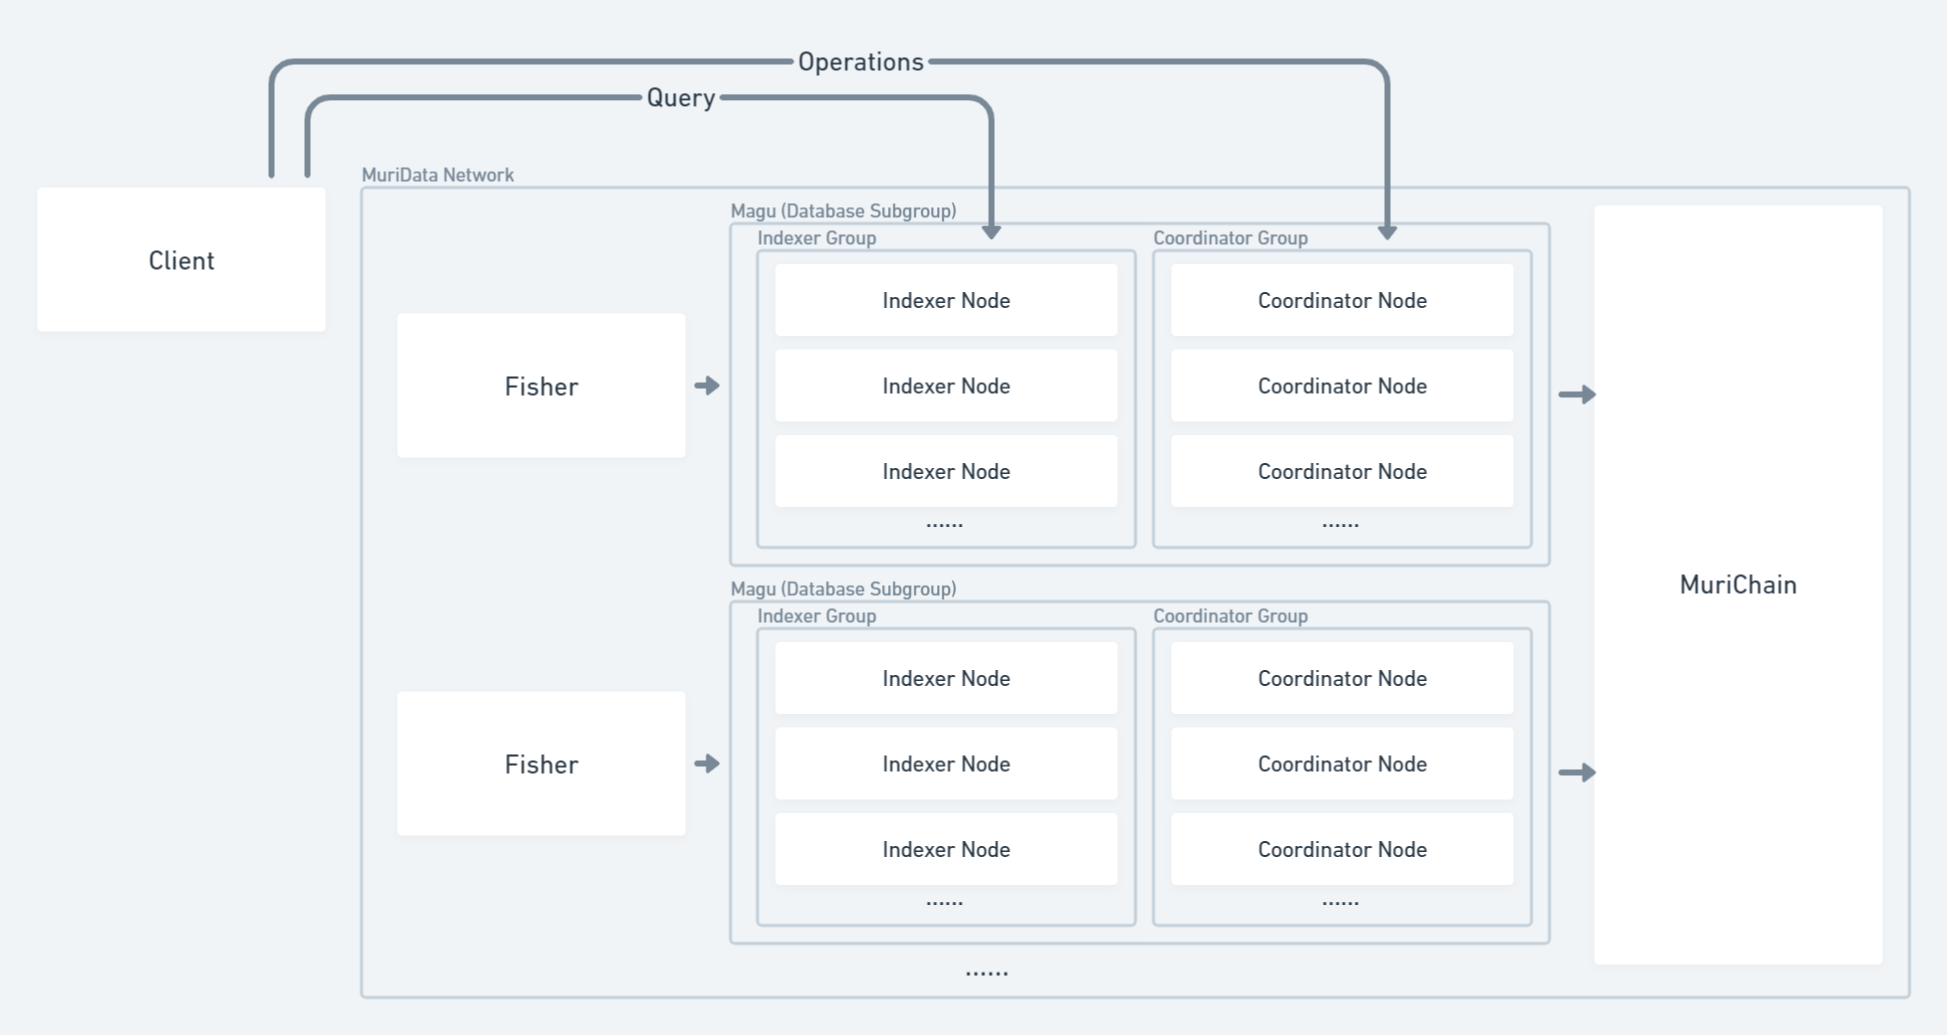 Operations
Query
MuriData Network
Client
Magu (Database Subgroup)
Indexer Group
Coordinator Group
Indexer Node
Coordinator Node
Fisher
Indexer Node
Coordinator Node
Indexer Node
Coordinator Node
......
......
Magu (Database Subgroup)
Indexer Group
Coordinator Group
MuriChain
Indexer Node
Coordinator Node
Fisher
Indexer Node
Coordinator Node
Indexer Node
Coordinator Node
......
......
......